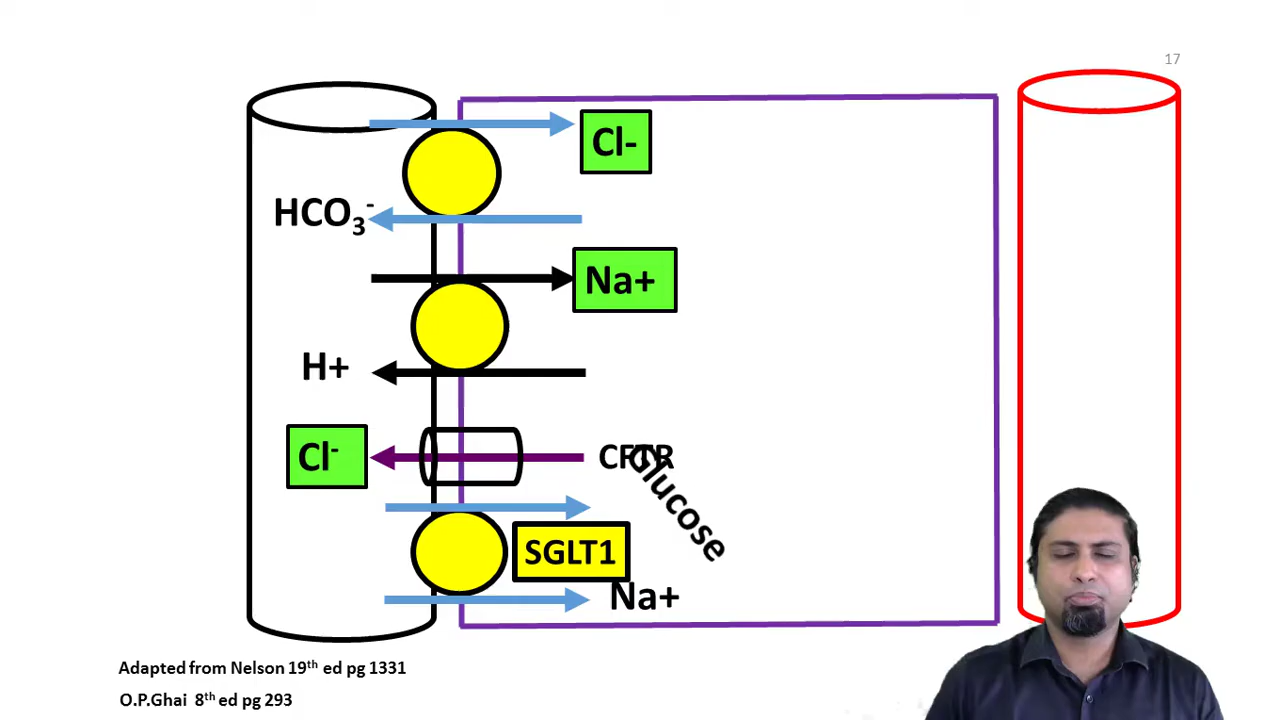 17
Cl-
HCO3-
Na+
H+
Cl-
CFTR
Glucose
SGLT1
Na+
Adapted from Nelson 19th ed pg 1331
O.P.Ghai 8th ed pg 293